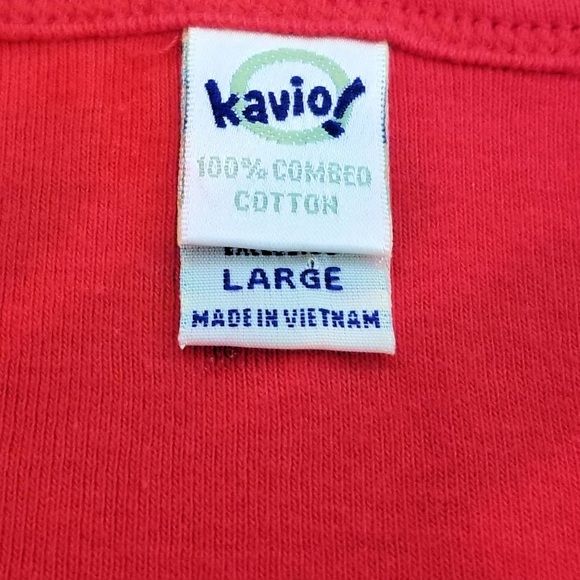 kavio!
100% COMBED
COTTON
LARGE
MADE IN VIETNAM